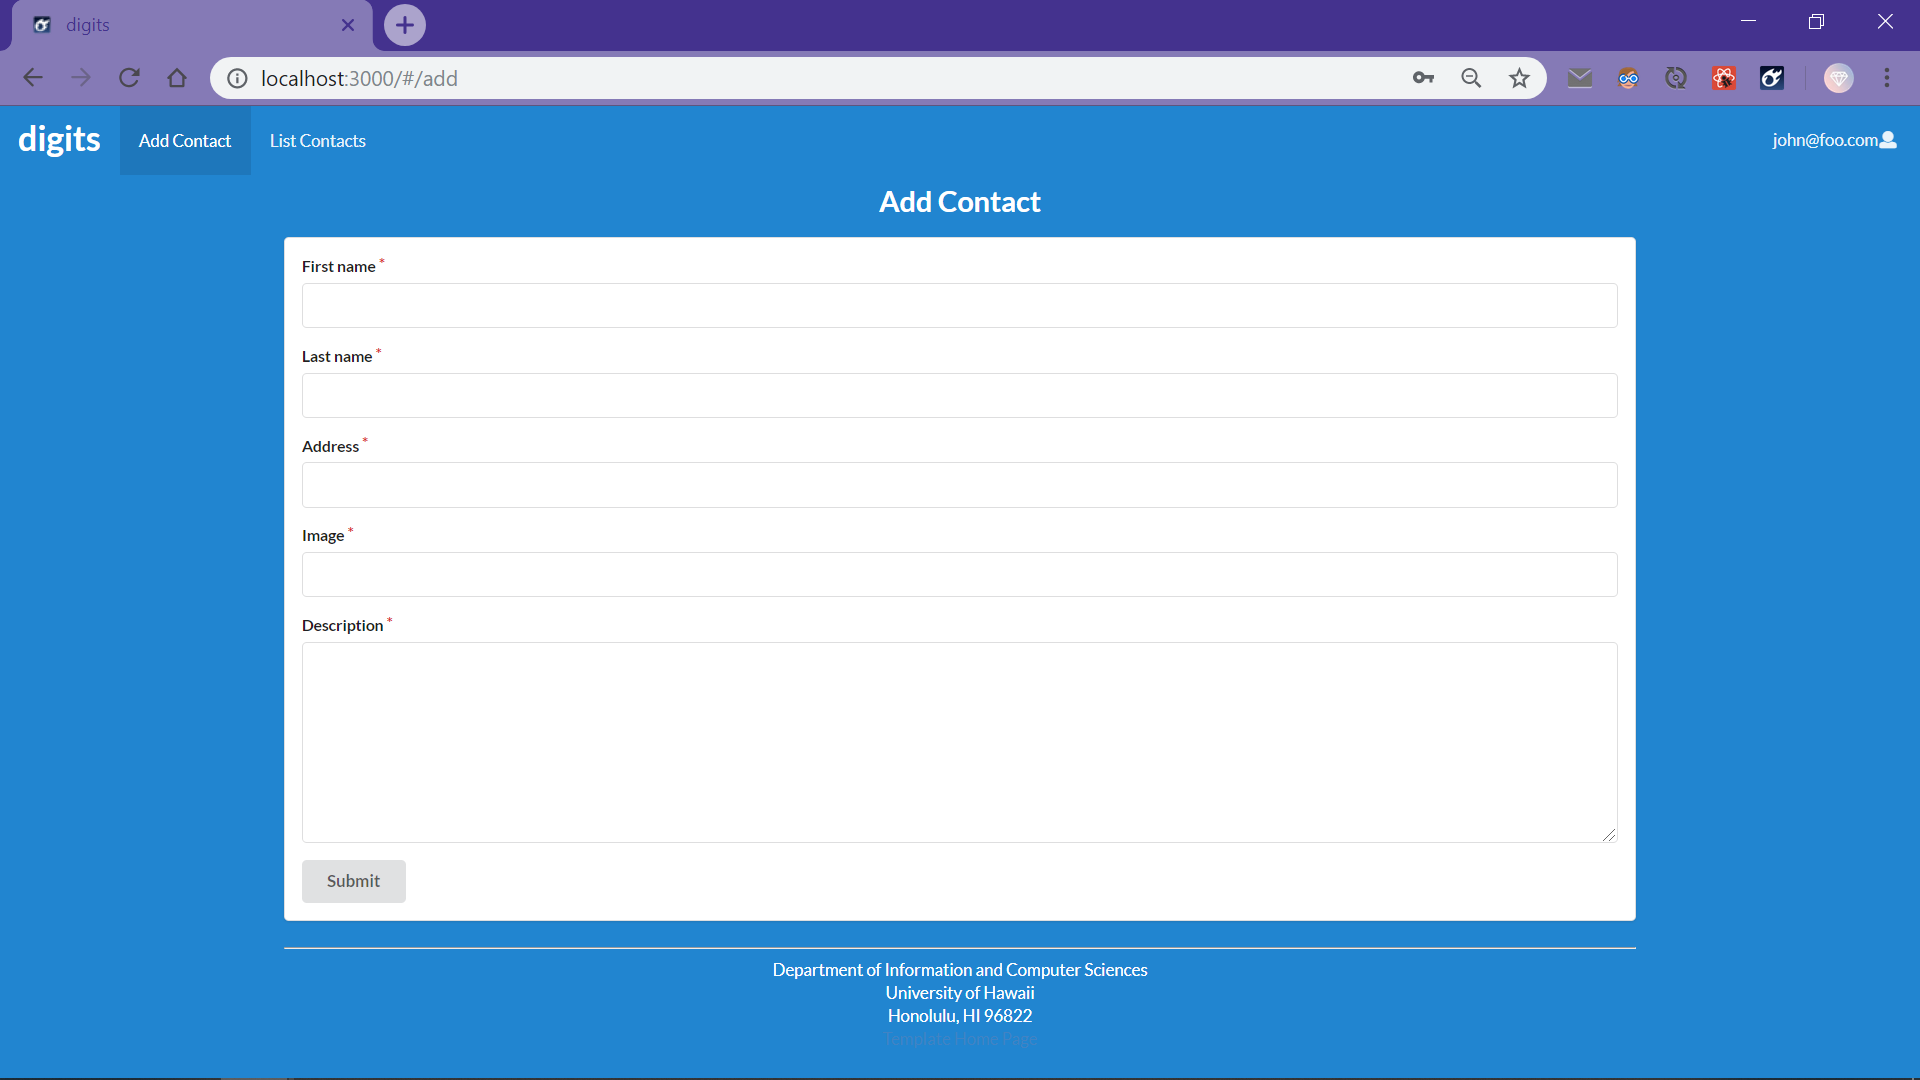 digits
localhost:3000/#/add
digits
Add Contact
List Contacts
john@foo.com
Add Contact
First name *
Last name *
Address *
Image *
Description *
Submit
Department of Information and Computer Sciences
University of Hawaii
Honolulu, HI 96822
Template Home Page